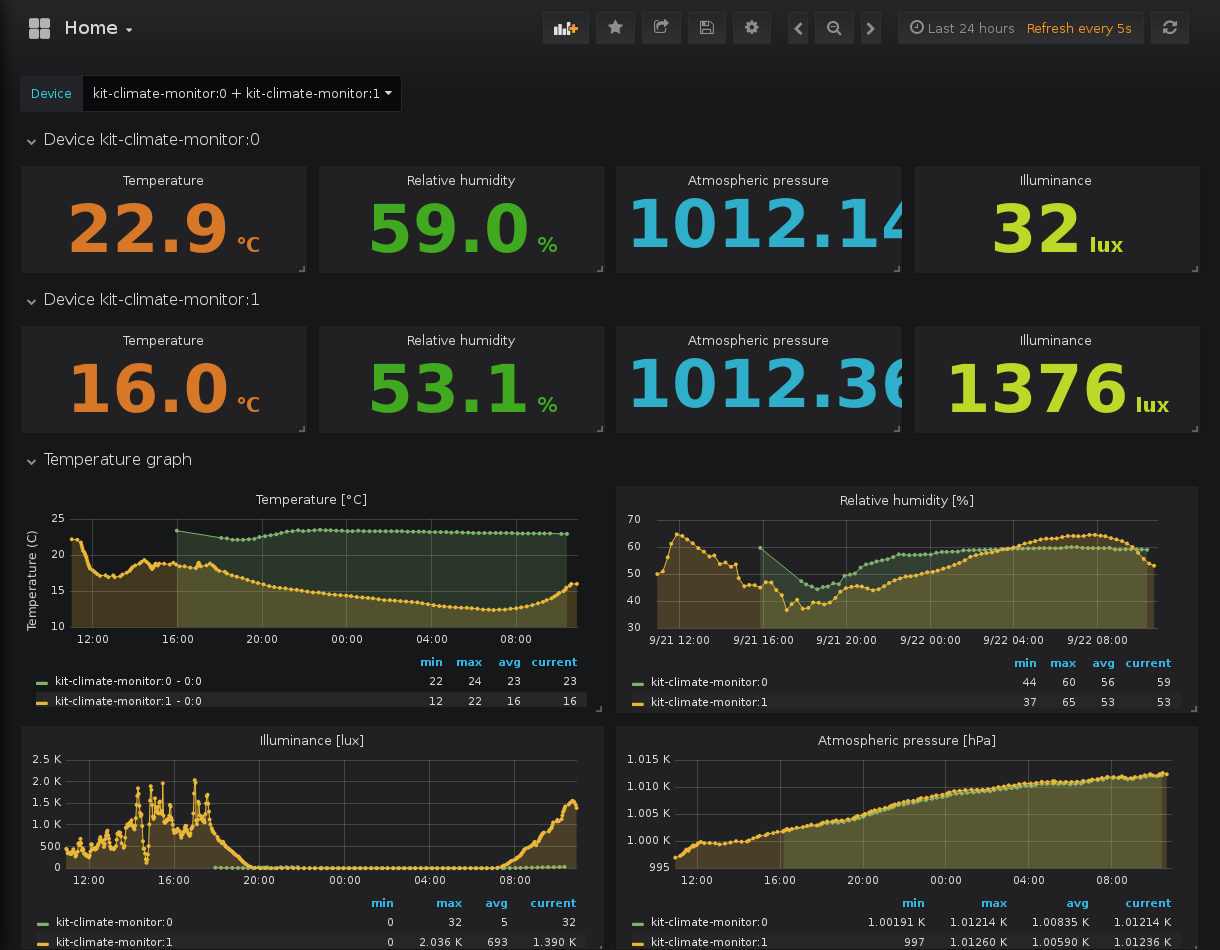 Home
Last 24 hours Refresh every 5s
Device kit-climate-monitor:0 + kit-climate-monitor:1
Device kit-climate-monitor:0
Temperature Relative humidity Atmospheric pressure Illuminance
22.9 °C 59.0 % 1012.14 32 lux
Device kit-climate-monitor:1
Temperature Relative humidity Atmospheric pressure Illuminance
16.0 °C 53.1 % 1012.36 1376 lux
Temperature graph
Temperature [°C]
Temperature (C)
25
20
15
10
12:00 16:00 20:00 00:00 04:00 08:00
min max avg current
kit-climate-monitor:0 - 0:0 22 24 23 23
kit-climate-monitor:1 - 0:0 12 22 16 16
Relative humidity [%]
70
60
50
40
30
9/21 12:00 9/21 16:00 9/21 20:00 9/22 00:00 9/22 04:00 9/22 08:00
min max avg current
kit-climate-monitor:0 44 60 56 59
kit-climate-monitor:1 37 65 53 53
Illuminance [lux]
2.5 K
2.0 K
1.5 K
1.0 K
500
0
12:00 16:00 20:00 00:00 04:00 08:00
min max avg current
kit-climate-monitor:0 0 32 5 32
kit-climate-monitor:1 0 2.036 K 693 1.390 K
Atmospheric pressure [hPa]
1.015 K
1.010 K
1.005 K
1.000 K
995
12:00 16:00 20:00 00:00 04:00 08:00
min max avg current
kit-climate-monitor:0 1.00191 K 1.01214 K 1.00835 K 1.01214 K
kit-climate-monitor:1 997 1.01260 K 1.00590 K 1.01236 K